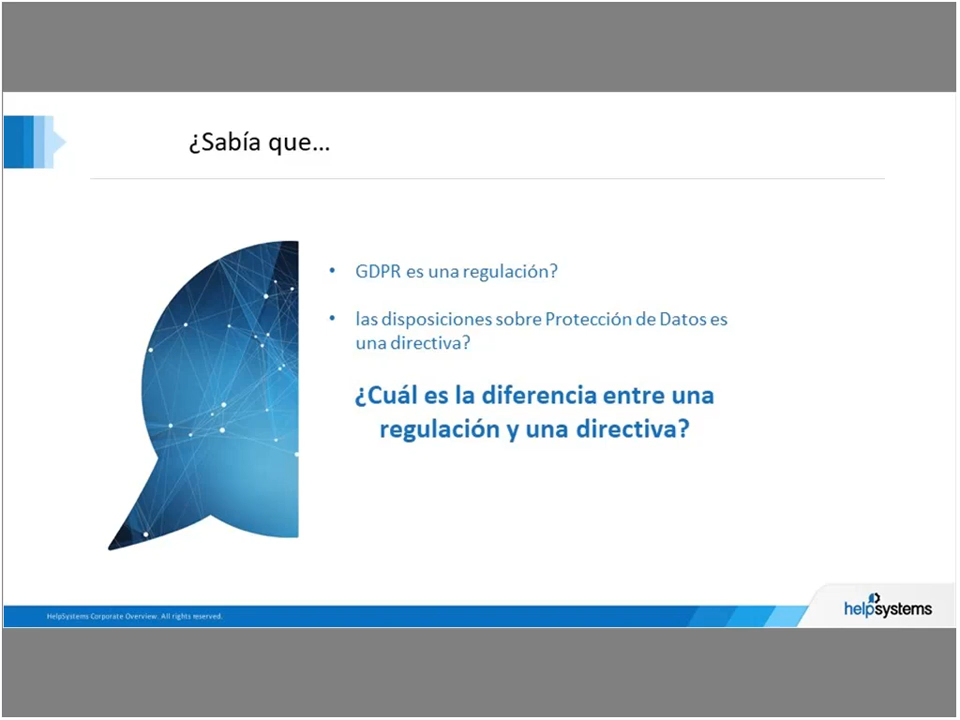 ¿Sabía que...
• GDPR es una regulación?
• las disposiciones sobre Protección de Datos es
una directiva?
¿Cuál es la diferencia entre una
regulación y una directiva?
HelpSystems Corporate Overview. All rights reserved.
helpsystems